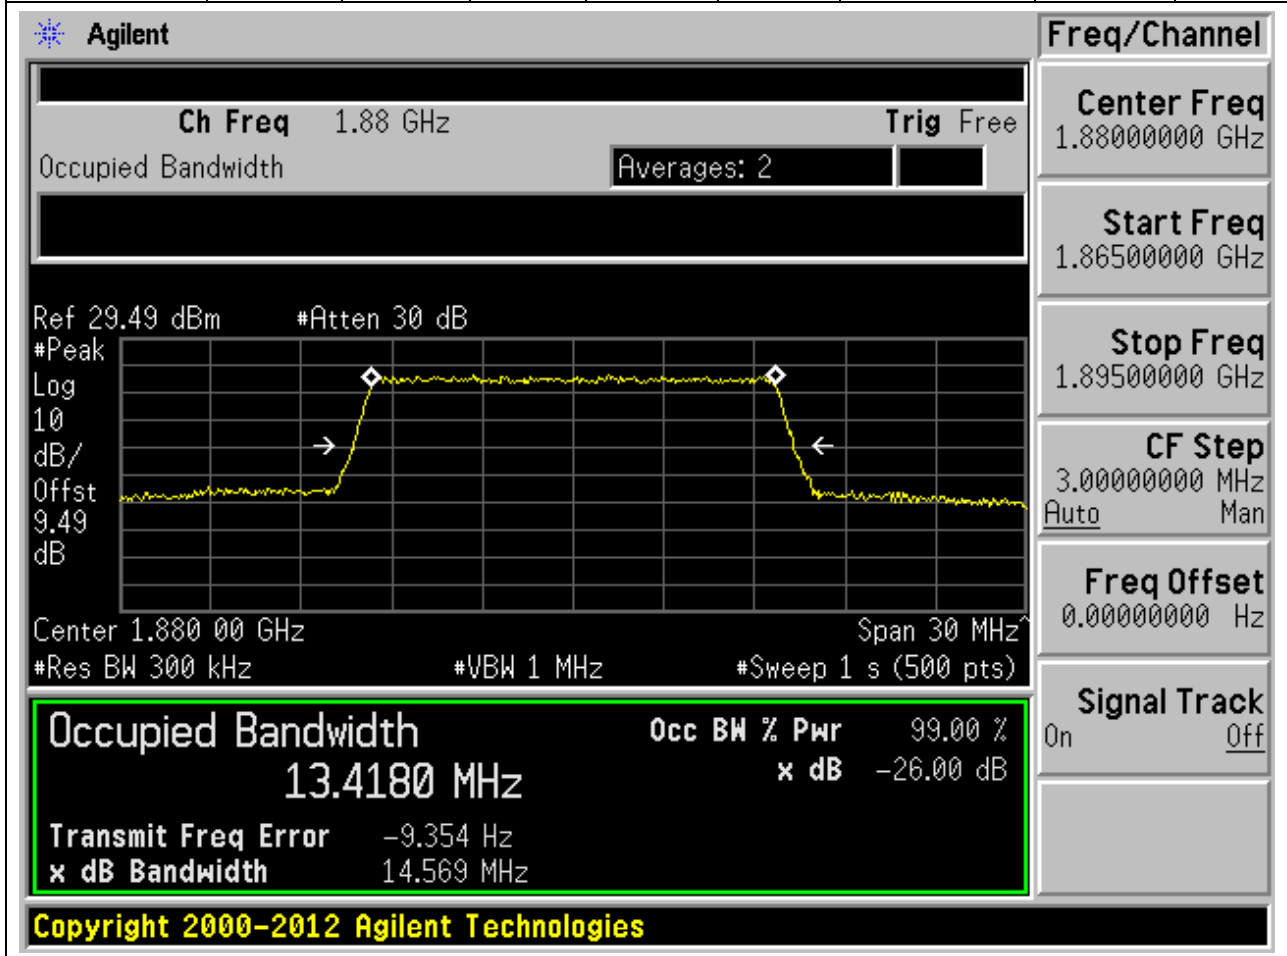 Agilent
Freq/Channel
Ch Freq 1.88 GHz Trig Free
Occupied Bandwidth Averages: 2
Center Freq
1.88000000 GHz
Start Freq
1.86500000 GHz
Stop Freq
1.89500000 GHz
CF Step
3.00000000 MHz
Auto Man
Freq Offset
0.00000000 Hz
Signal Track
On Off
Ref 29.49 dBm #Atten 30 dB
#Peak
Log
10
dB/
Offst
9.49
dB
Center 1.880 00 GHz Span 30 MHz^
#Res BW 300 kHz #VBW 1 MHz #Sweep 1 s (500 pts)
Occupied Bandwidth Occ BW % Pwr 99.00 %
13.4180 MHz x dB -26.00 dB
Transmit Freq Error -9.354 Hz
x dB Bandwidth 14.569 MHz
Copyright 2000-2012 Agilent Technologies